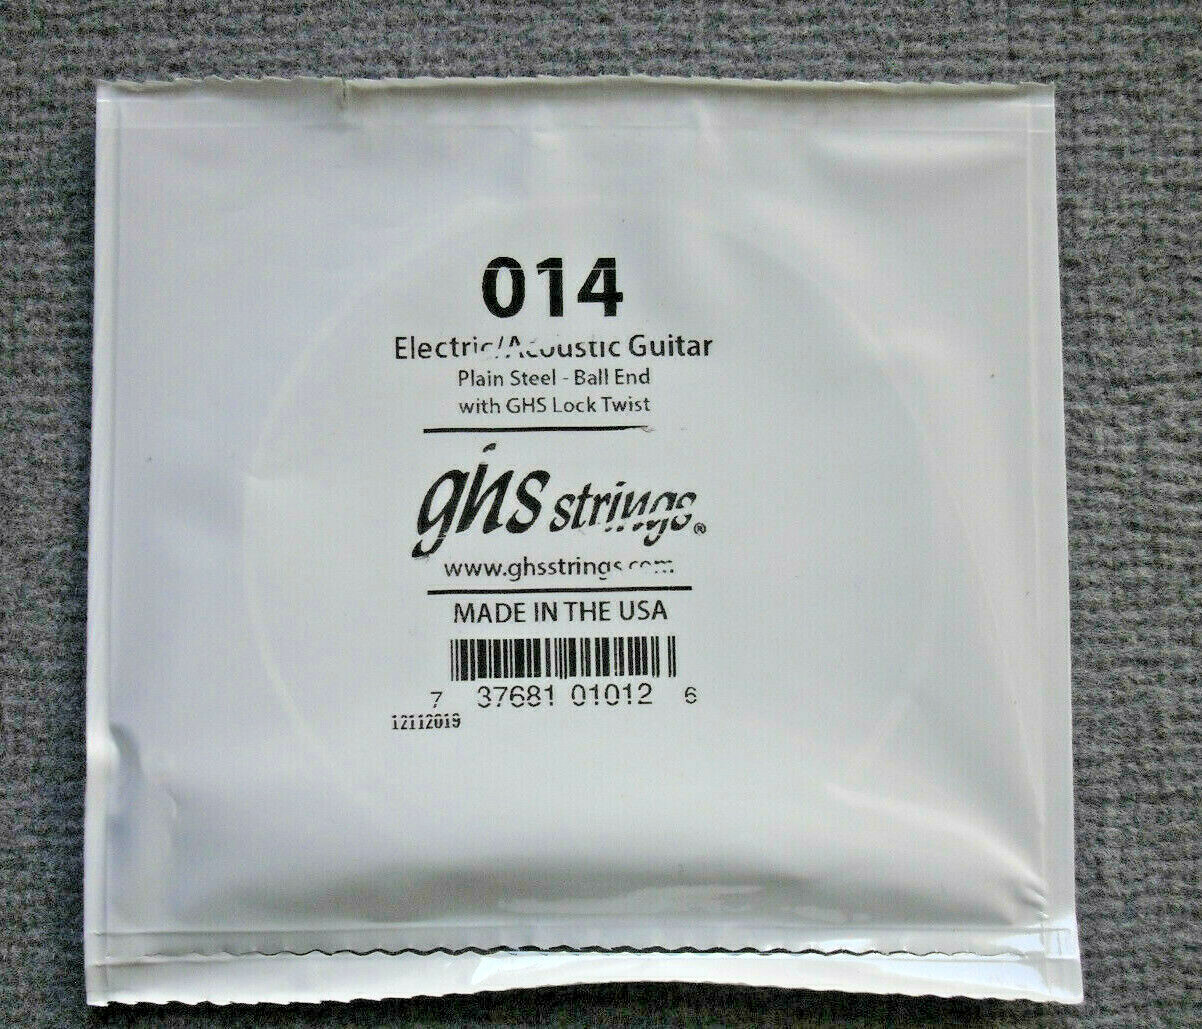 014
Electric/Acoustic Guitar
Plain Steel - Ball End
with GHS Lock Twist
ghs strings®
www.ghsstrings.com
MADE IN THE USA
7 37681 01012 6
12112019